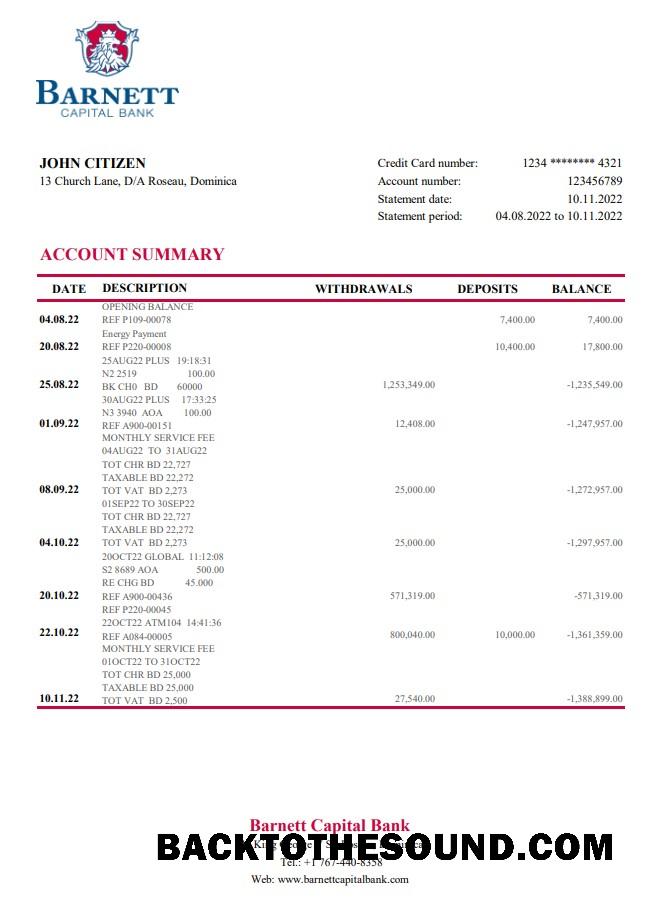 BARNETT
CAPITAL BANK
JOHN CITIZEN
13 Church Lane, D/A Roseau, Dominica
Credit Card number: 1234 ******** 4321
Account number: 123456789
Statement date: 10.11.2022
Statement period: 04.08.2022 to 10.11.2022
ACCOUNT SUMMARY
DATE DESCRIPTION WITHDRAWALS DEPOSITS BALANCE
OPENING BALANCE
04.08.22 REF P109-00078 7,400.00 7,400.00
Energy Payment
20.08.22 REF P220-00008 10,400.00 17,800.00
25AUG22 PLUS 19:18:31
N2 2519 100.00
25.08.22 BK CH0 BD 60000 1,253,349.00 -1,235,549.00
30AUG22 PLUS 17:33:25
N3 3940 AOA 100.00
01.09.22 REF A900-00151 12,408.00 -1,247,957.00
MONTHLY SERVICE FEE
04AUG22 TO 31AUG22
TOT CHR BD 22,727
TAXABLE BD 22,272
08.09.22 TOT VAT BD 2,273 25,000.00 -1,272,957.00
01SEP22 TO 30SEP22
TOT CHR BD 22,727
TAXABLE BD 22,272
04.10.22 TOT VAT BD 2,273 25,000.00 -1,297,957.00
20OCT22 GLOBAL 11:12:08
S2 8689 AOA 500.00
RE CHG BD 45.000
20.10.22 REF A900-00436 571,319.00 -571,319.00
REF P220-00045
22OCT22 ATM104 14:41:36
22.10.22 REF A084-00005 800,040.00 10,000.00 -1,361,359.00
MONTHLY SERVICE FEE
01OCT22 TO 31OCT22
TOT CHR BD 25,000
TAXABLE BD 25,000
10.11.22 TOT VAT BD 2,500 27,540.00 -1,388,899.00
Barnett Capital Bank
BACKTOTHESOUND.COM
Tel.: +1 767-440-8358
Web: www.barnettcapitalbank.com